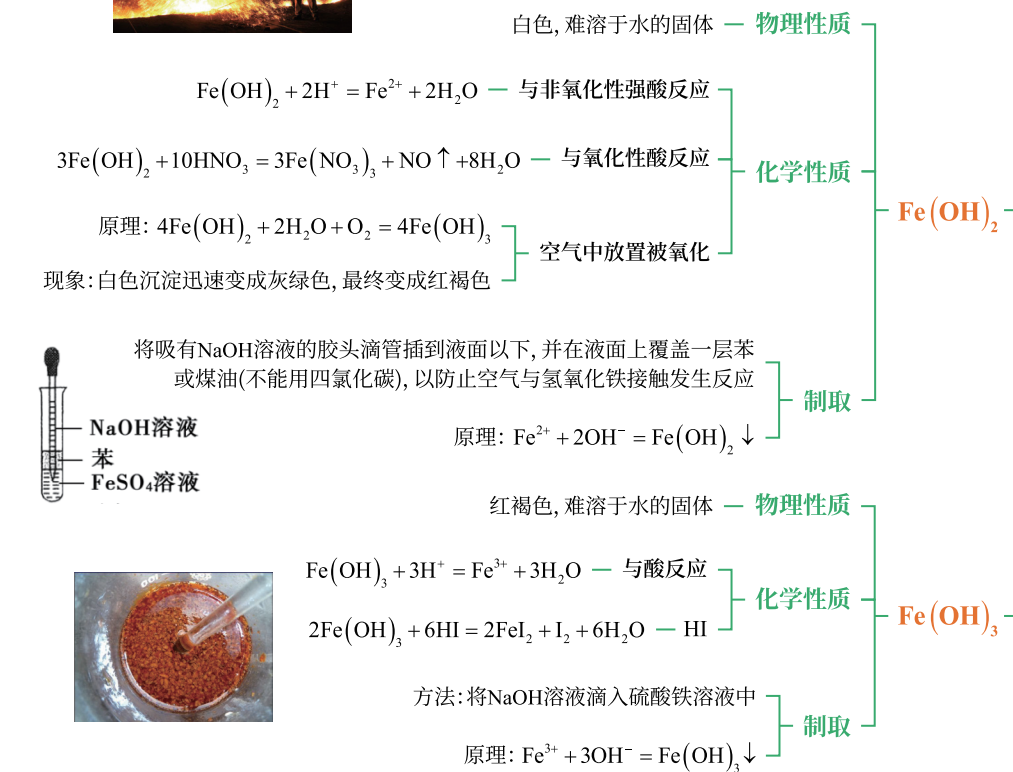 白色, 难溶于水的固体
物理性质
Fe(OH)₂ + 2H⁺ = Fe²⁺ + 2H₂O
与非氧化性强酸反应
3Fe(OH)₂ +10HNO₃ = 3Fe(NO₃)₃ + NO↑ +8H₂O
与氧化性酸反应
化学性质
原理: 4Fe(OH)₂ + 2H₂O + O₂ = 4Fe(OH)₃
空气中放置被氧化
现象: 白色沉淀迅速变成灰绿色, 最终变成红褐色
Fe(OH)₂
将吸有NaOH溶液的胶头滴管插到液面以下, 并在液面上覆盖一层苯
或煤油(不能用四氯化碳), 以防止空气与氢氧化铁接触发生反应
制取
原理: Fe²⁺ + 2OH⁻ = Fe(OH)₂↓
NaOH溶液
苯
FeSO₄溶液
红褐色, 难溶于水的固体
物理性质
Fe(OH)₃ + 3H⁺ = Fe³⁺ + 3H₂O
与酸反应
化学性质
2Fe(OH)₃ + 6HI = 2FeI₂ + I₂ + 6H₂O
HI
Fe(OH)₃
方法: 将NaOH溶液滴入硫酸铁溶液中
制取
原理: Fe³⁺ + 3OH⁻ = Fe(OH)₃↓